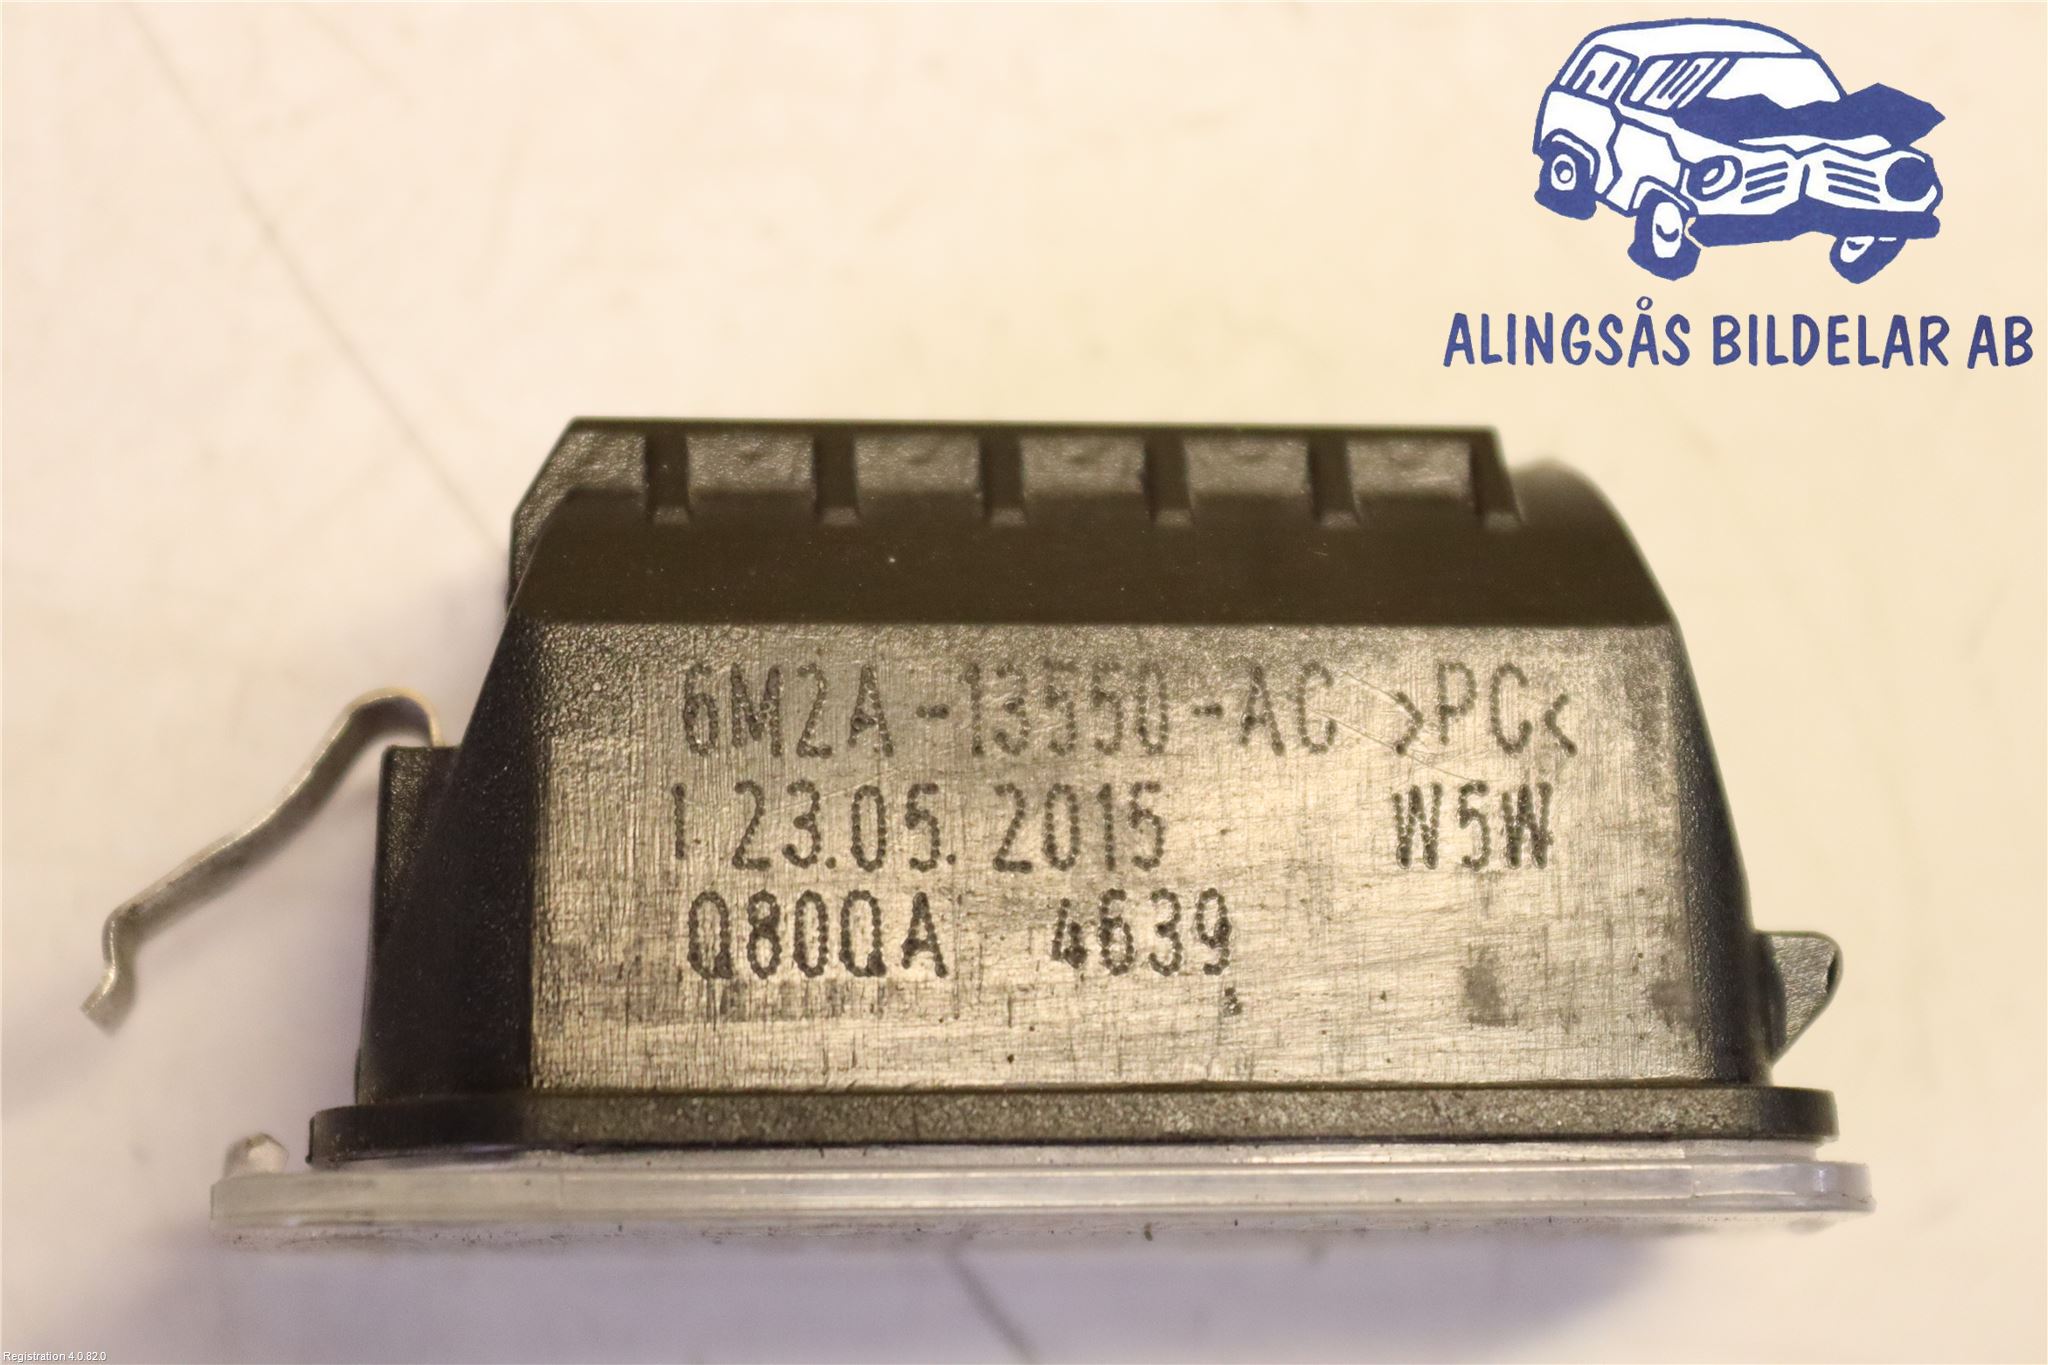 ALINGSÅS BILDELAR AB
6M2A-13550-AC >PC<
1 23.05.2015 W5W
Q80QA 4639
Registration 4.0.82.0